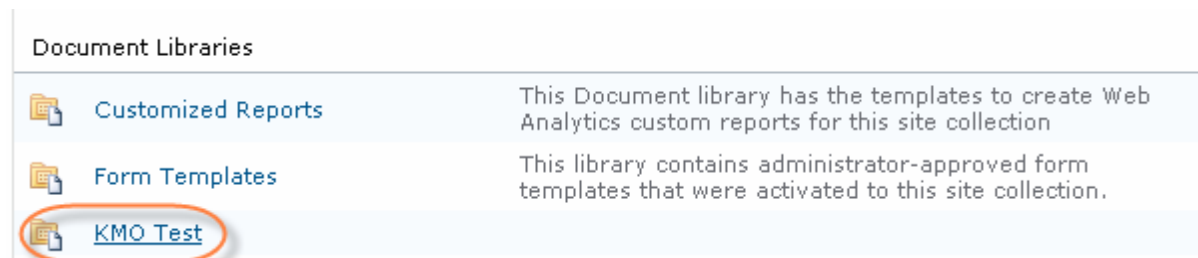 Document Libraries
Customized Reports
This Document library has the templates to create Web
Analytics custom reports for this site collection
Form Templates
This library contains administrator-approved form
templates that were activated to this site collection.
KMO Test